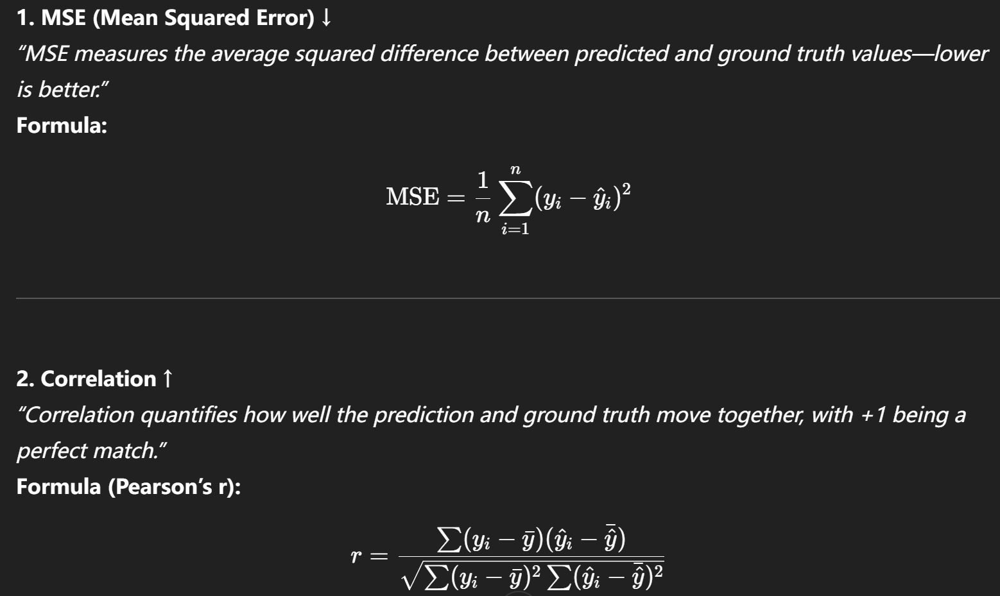 1. MSE (Mean Squared Error) ↓
“MSE measures the average squared difference between predicted and ground truth values—lower
is better.”
Formula:
MSE = \frac{1}{n} \sum_{i=1}^{n} (y_i − \hat{y}_i)^2
2. Correlation ↑
“Correlation quantifies how well the prediction and ground truth move together, with +1 being a
perfect match.”
Formula (Pearson’s r):
r = \frac{\sum (y_i − \bar{y})(\hat{y}_i − \bar{\hat{y}})}{\sqrt{\sum (y_i − \bar{y})^2 \sum (\hat{y}_i − \bar{\hat{y}})^2}}